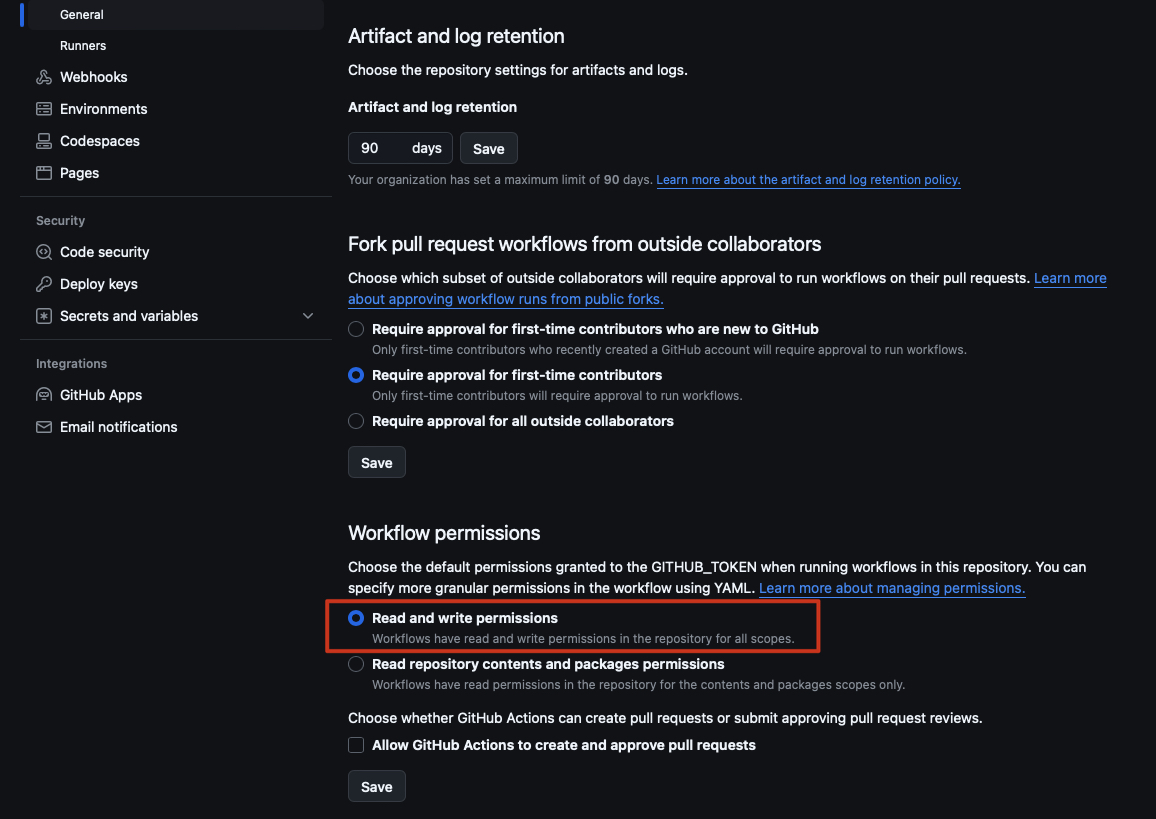 General
Runners
Webhooks
Environments
Codespaces
Pages
Security
Code security
Deploy keys
Secrets and variables
Integrations
GitHub Apps
Email notifications
Artifact and log retention
Choose the repository settings for artifacts and logs.
Artifact and log retention
90 days Save
Your organization has set a maximum limit of 90 days. Learn more about the artifact and log retention policy.
Fork pull request workflows from outside collaborators
Choose which subset of outside collaborators will require approval to run workflows on their pull requests. Learn more
about approving workflow runs from public forks.
Require approval for first-time contributors who are new to GitHub
Only first-time contributors who recently created a GitHub account will require approval to run workflows.
Require approval for first-time contributors
Only first-time contributors will require approval to run workflows.
Require approval for all outside collaborators
Save
Workflow permissions
Choose the default permissions granted to the GITHUB_TOKEN when running workflows in this repository. You can
specify more granular permissions in the workflow using YAML. Learn more about managing permissions.
Read and write permissions
Workflows have read and write permissions in the repository for all scopes.
Read repository contents and packages permissions
Workflows have read permissions in the repository for the contents and packages scopes only.
Choose whether GitHub Actions can create pull requests or submit approving pull request reviews.
Allow GitHub Actions to create and approve pull requests
Save